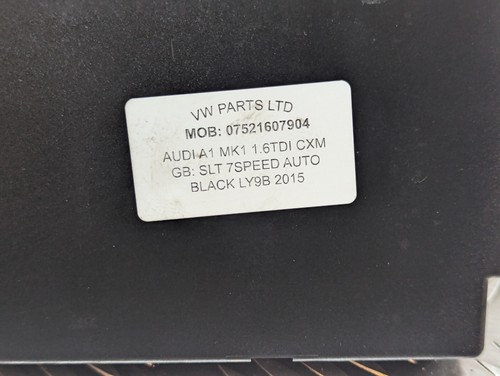 VW PARTS LTD
MOB: 07521607904
AUDI A1 MK1 1.6TDI CXM
GB: SLT 7SPEED AUTO
BLACK LY9B 2015